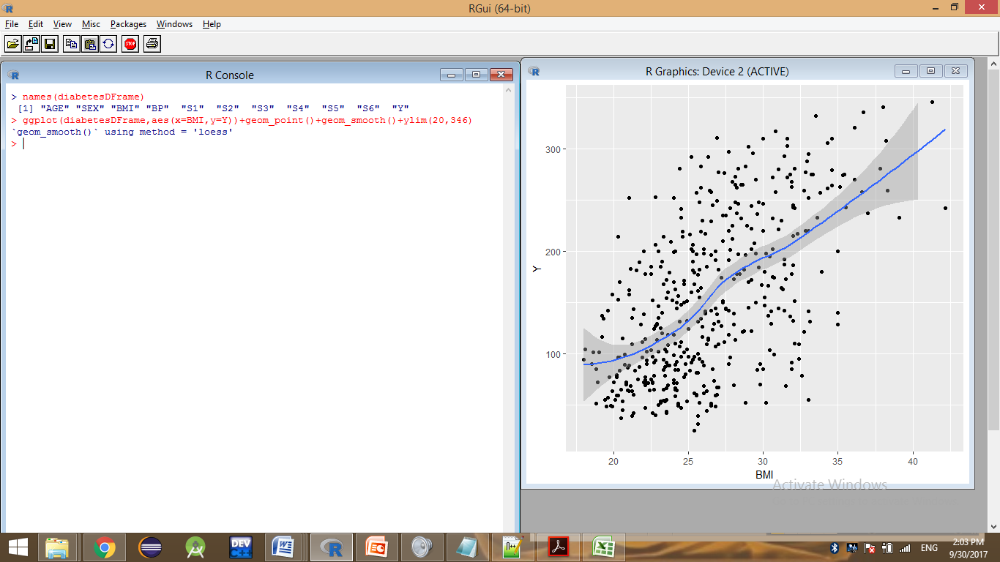 RGui (64-bit)
File Edit View Misc Packages Windows Help
STOP
R Console
> names(diabetesDFrame)
[1] "AGE" "SEX" "BMI" "BP" "S1" "S2" "S3" "S4" "S5" "S6" "Y"
> ggplot(diabetesDFrame,aes(x=BMI,y=Y))+geom_point()+geom_smooth()+ylim(20,346)
`geom_smooth()` using method = 'loess'
>
R Graphics: Device 2 (ACTIVE)
300
200
100
Y
20 25 30 35 40
BMI
Activate Windows
DEV
C++
ENG
2:03 PM
9/30/2017